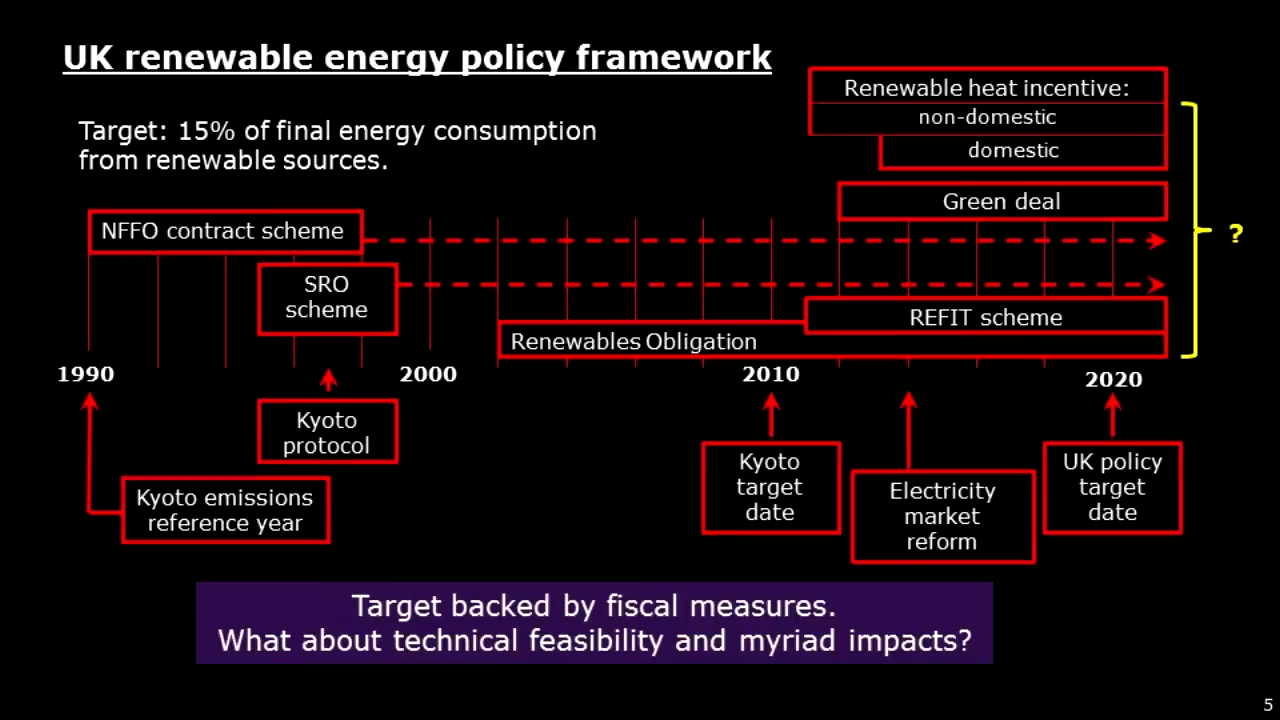 UK renewable energy policy framework
Target: 15% of final energy consumption
from renewable sources.
Renewable heat incentive:
non-domestic
domestic
Green deal
?
NFFO contract scheme
SRO
scheme
REFIT scheme
Renewables Obligation
1990
2000
2010
2020
Kyoto
protocol
Kyoto emissions
reference year
Kyoto
target
date
Electricity
market
reform
UK policy
target
date
Target backed by fiscal measures.
What about technical feasibility and myriad impacts?
5